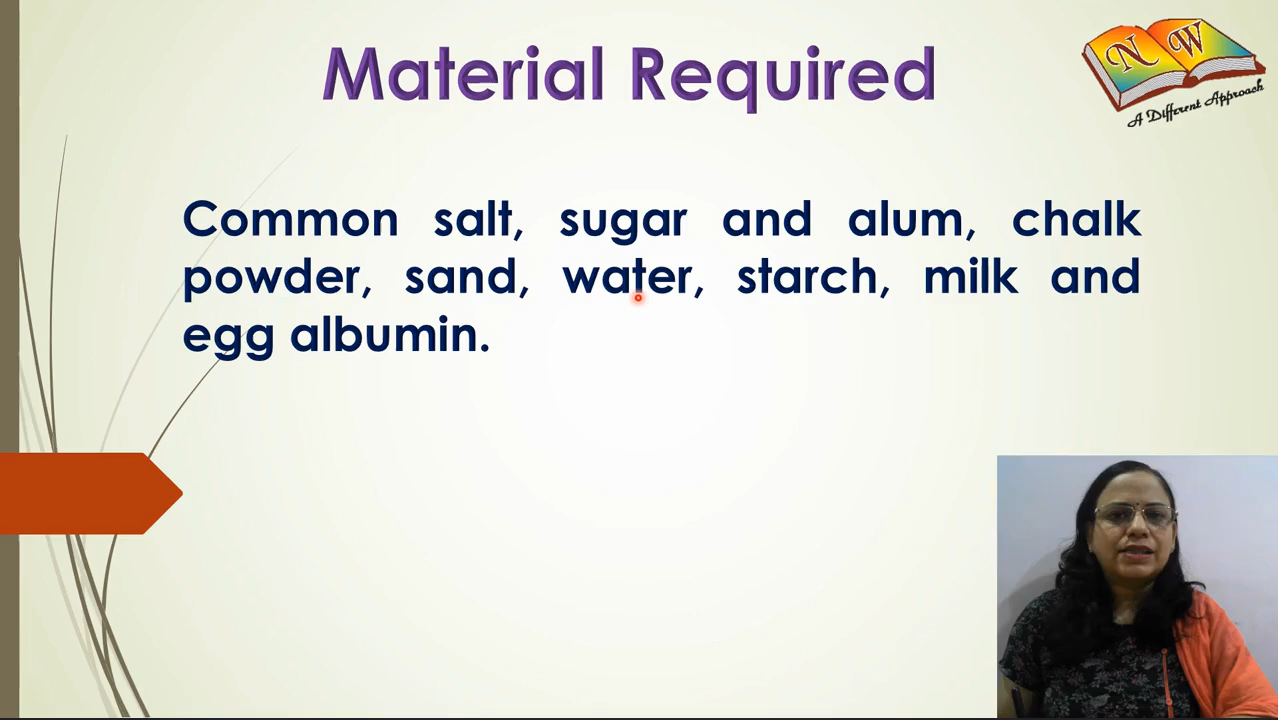 Material Required
N W
A Different Approach
Common salt, sugar and alum, chalk
powder, sand, water, starch, milk and
egg albumin.